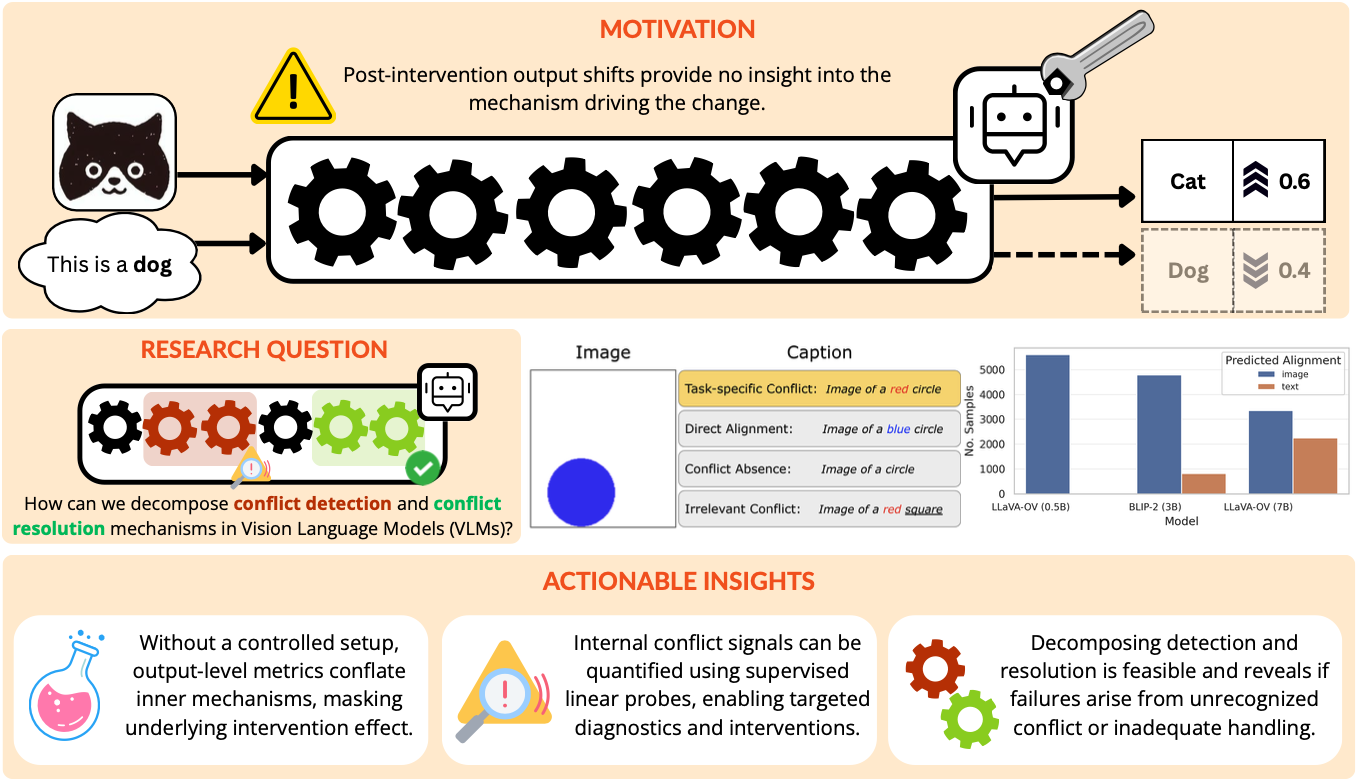 MOTIVATION
Post-intervention output shifts provide no insight into the
mechanism driving the change.
This is a dog
Cat 0.6
Dog 0.4
RESEARCH QUESTION
How can we decompose conflict detection and conflict
resolution mechanisms in Vision Language Models (VLMs)?
Image
Caption
Task-specific Conflict: Image of a red circle
Direct Alignment: Image of a blue circle
Conflict Absence: Image of a circle
Irrelevant Conflict: Image of a red square
No. Samples
5000
4000
3000
2000
1000
0
Predicted Alignment
image
text
LLaVA-OV (0.5B) BLIP-2 (3B) LLaVA-OV (7B)
Model
ACTIONABLE INSIGHTS
Without a controlled setup,
output-level metrics conflate
inner mechanisms, masking
underlying intervention effect.
Internal conflict signals can be
quantified using supervised
linear probes, enabling targeted
diagnostics and interventions.
Decomposing detection and
resolution is feasible and reveals if
failures arise from unrecognized
conflict or inadequate handling.